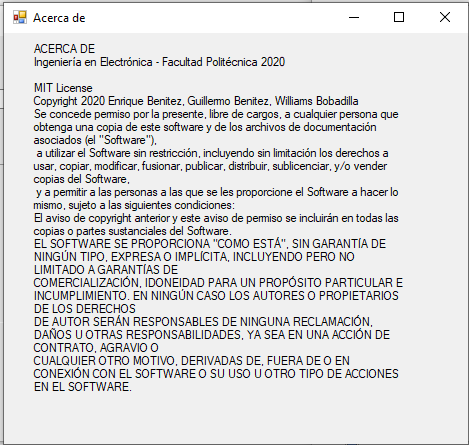 Acerca de
ACERCA DE
Ingeniería en Electrónica - Facultad Politécnica 2020
MIT License
Copyright 2020 Enrique Benitez, Guillermo Benitez, Williams Bobadilla
Se concede permiso por la presente, libre de cargos, a cualquier persona que
obtenga una copia de este software y de los archivos de documentación
asociados (el "Software"),
a utilizar el Software sin restricción, incluyendo sin limitación los derechos a
usar, copiar, modificar, fusionar, publicar, distribuir, sublicenciar, y/o vender
copias del Software,
y a permitir a las personas a las que se les proporcione el Software a hacer lo
mismo, sujeto a las siguientes condiciones:
El aviso de copyright anterior y este aviso de permiso se incluirán en todas las
copias o partes sustanciales del Software.
EL SOFTWARE SE PROPORCIONA "COMO ESTÁ", SIN GARANTÍA DE
NINGÚN TIPO, EXPRESA O IMPLÍCITA, INCLUYENDO PERO NO
LIMITADO A GARANTÍAS DE
COMERCIALIZACIÓN, IDONEIDAD PARA UN PROPÓSITO PARTICULAR E
INCUMPLIMIENTO. EN NINGÚN CASO LOS AUTORES O PROPIETARIOS
DE LOS DERECHOS
DE AUTOR SERÁN RESPONSABLES DE NINGUNA RECLAMACIÓN,
DAÑOS U OTRAS RESPONSABILIDADES, YA SEA EN UNA ACCIÓN DE
CONTRATO, AGRAVIO O
CUALQUIER OTRO MOTIVO, DERIVADAS DE, FUERA DE O EN
CONEXIÓN CON EL SOFTWARE O SU USO U OTRO TIPO DE ACCIONES
EN EL SOFTWARE.